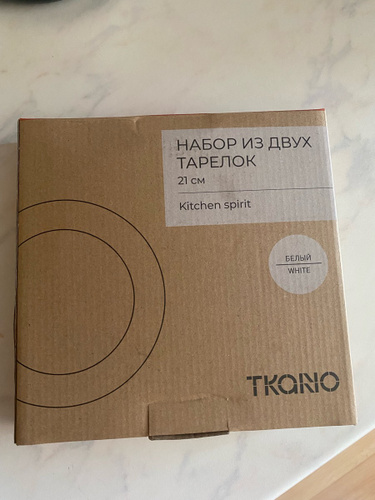 НАБОР ИЗ ДВУХ
ТАРЕЛОК
21 см
Kitchen spirit
БЕЛЫЙ
WHITE
TKANO